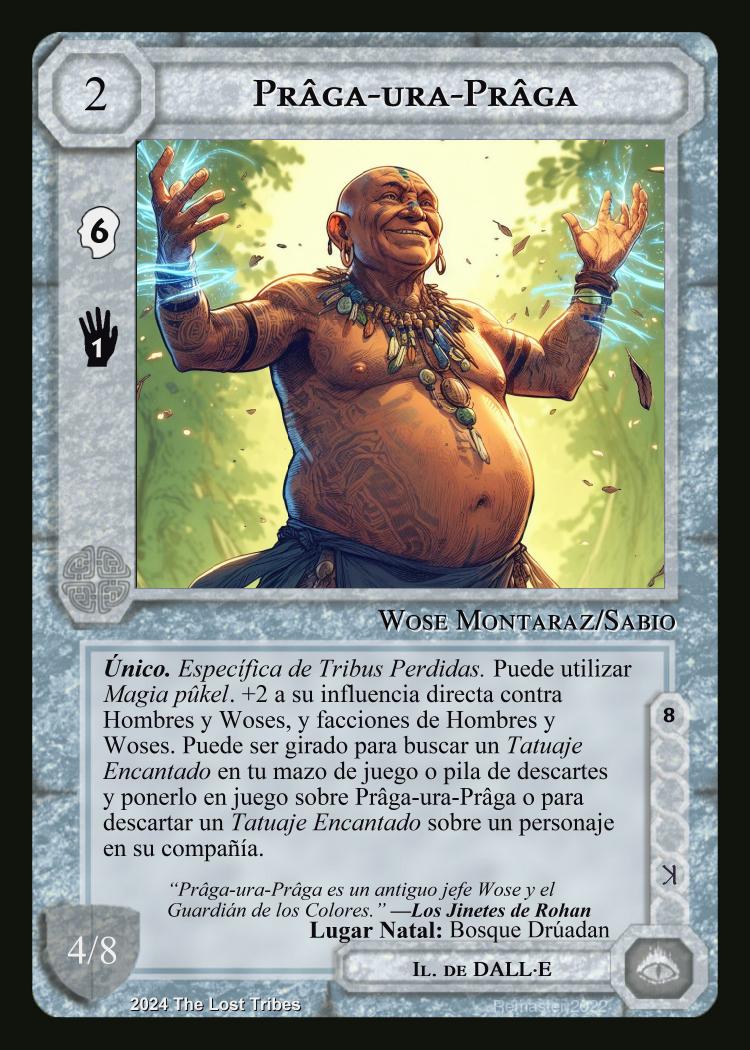 2
Prâga-ura-Prâga
6
1
Wose Montaraz/Sabio
Único. Específica de Tribus Perdidas. Puede utilizar
Magia pûkel. +2 a su influencia directa contra
Hombres y Woses, y facciones de Hombres y
Woses. Puede ser girado para buscar un Tatuaje
Encantado en tu mazo de juego o pila de descartes
y ponerlo en juego sobre Prâga-ura-Prâga o para
descartar un Tatuaje Encantado sobre un personaje
en su compañía.
8
“Prâga-ura-Prâga es un antiguo jefe Wose y el
Guardián de los Colores.” —Los Jinetes de Rohan
Lugar Natal: Bosque Drúadan
4/8
Il. de DALL·E
2024 The Lost Tribes
Remaster 2022